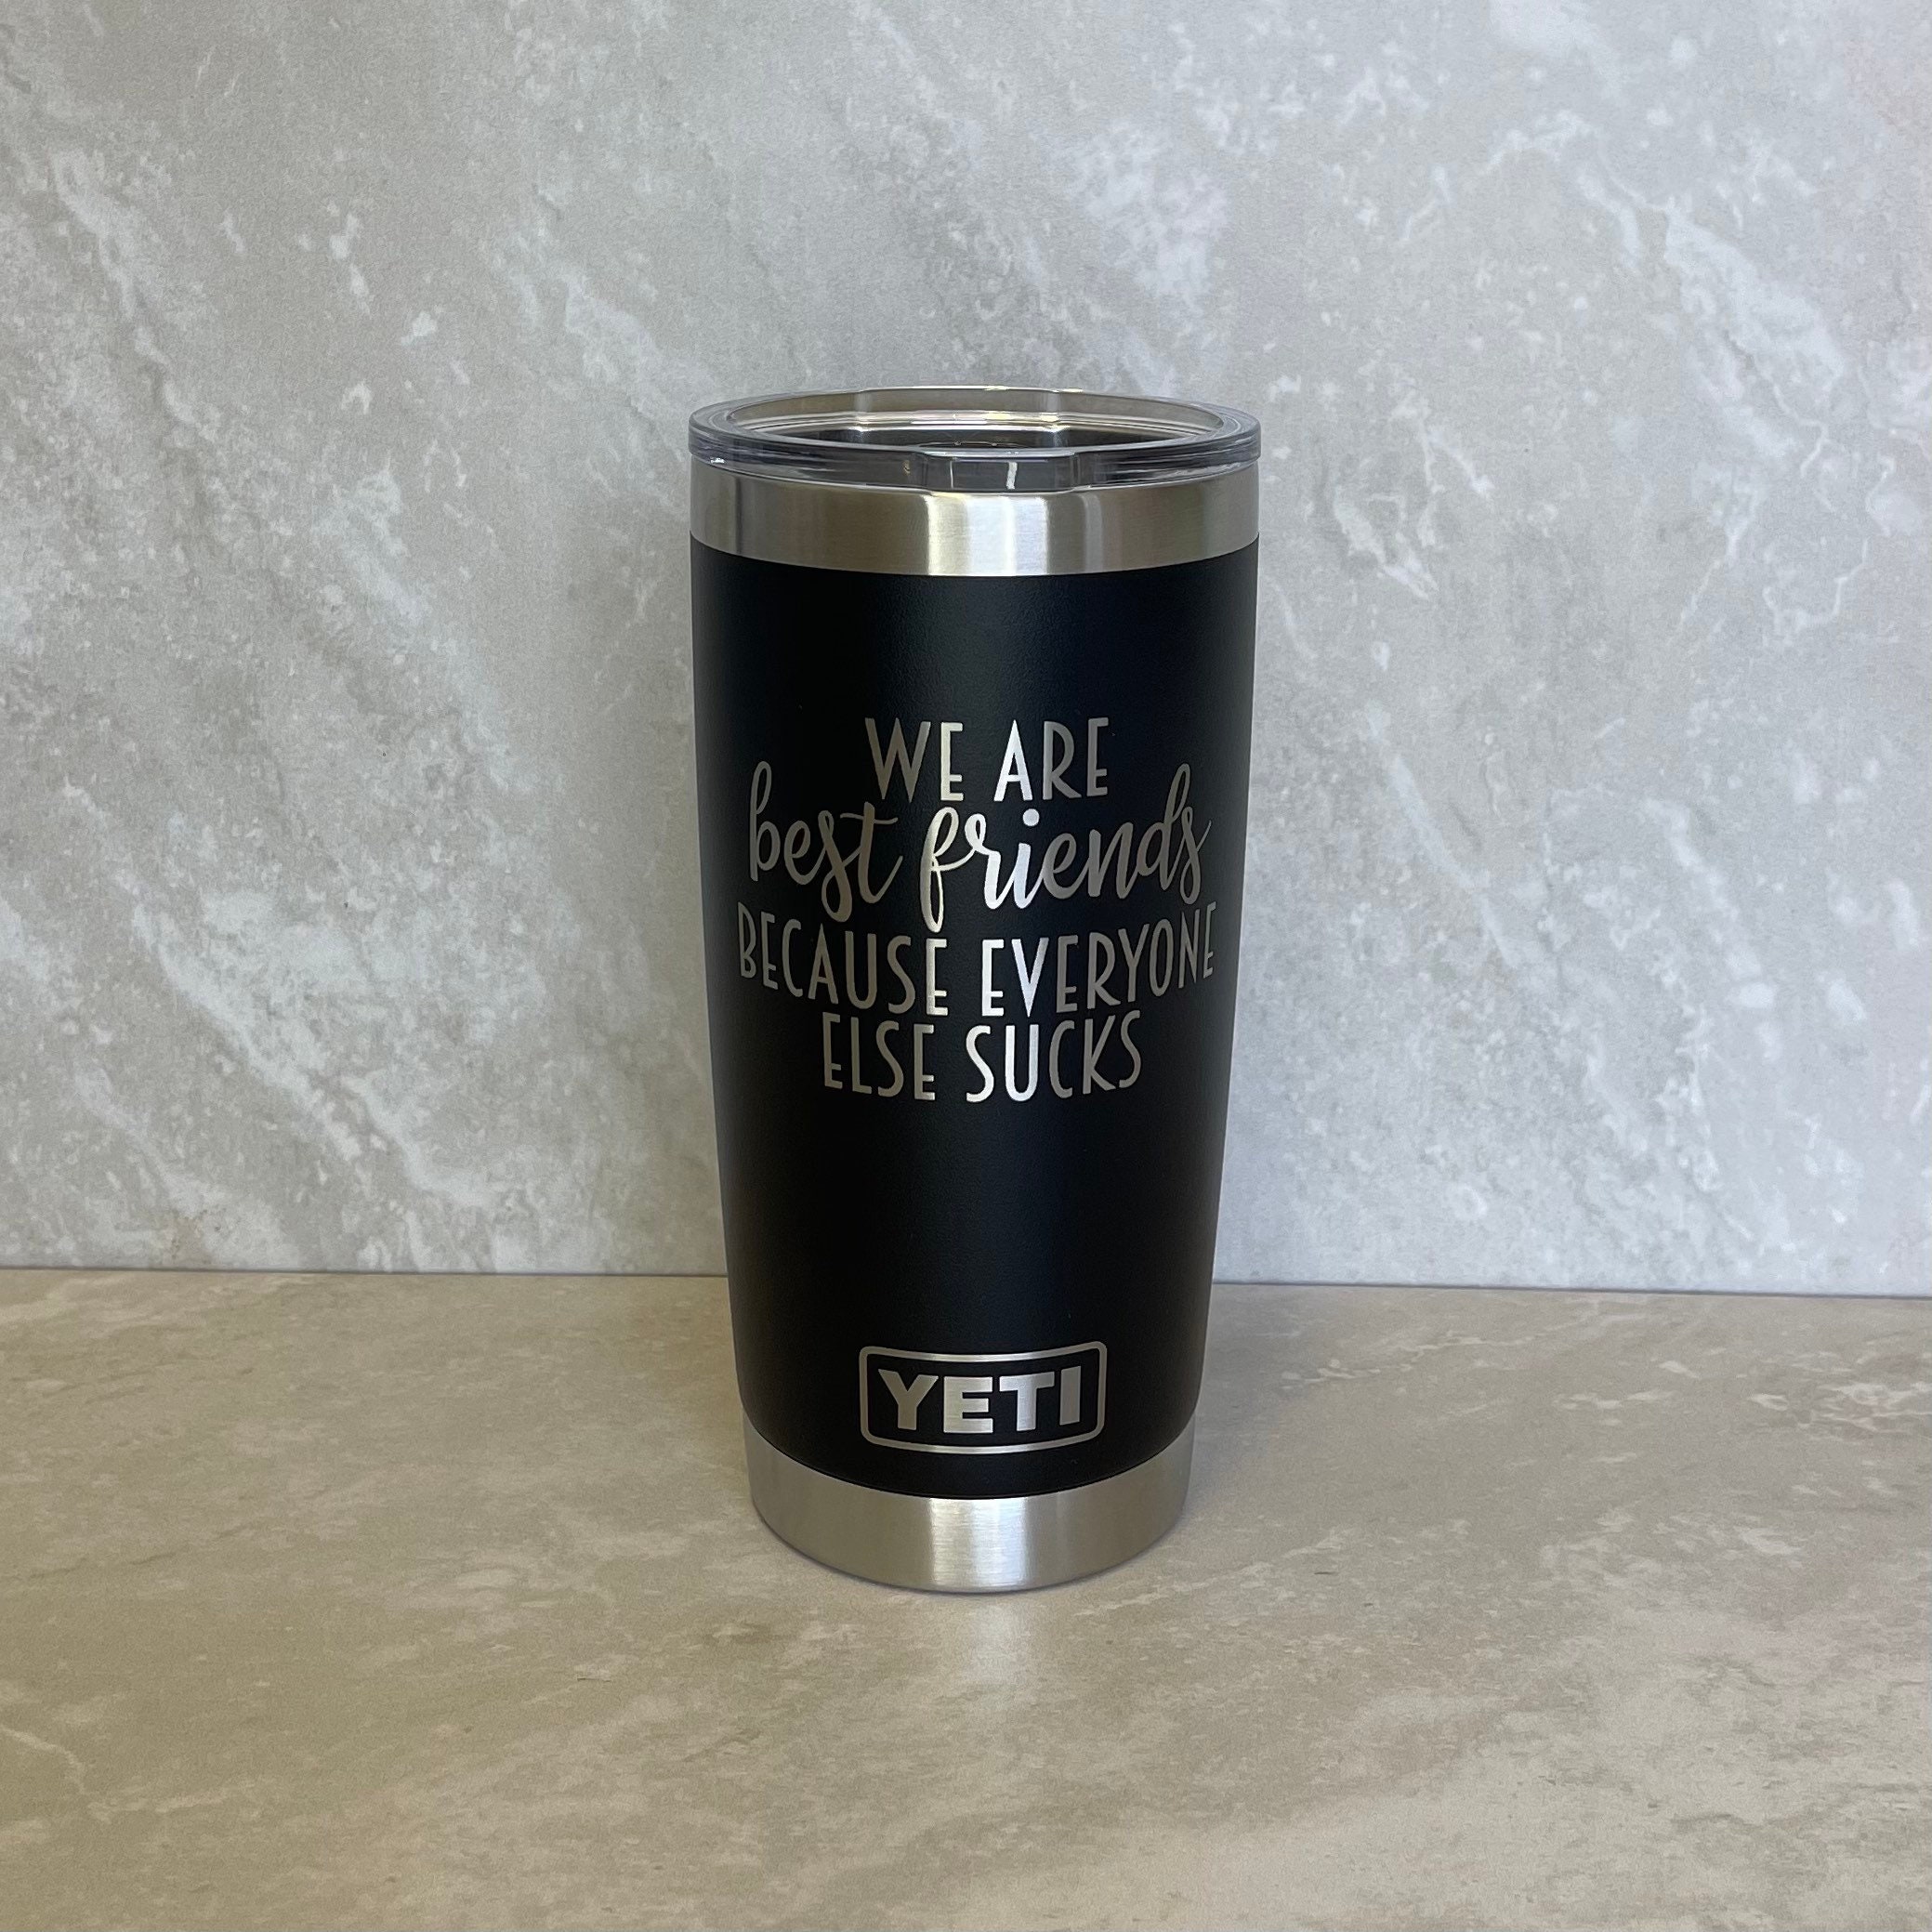 WE ARE
best friends
BECAUSE EVERYONE
ELSE SUCKS
YETI